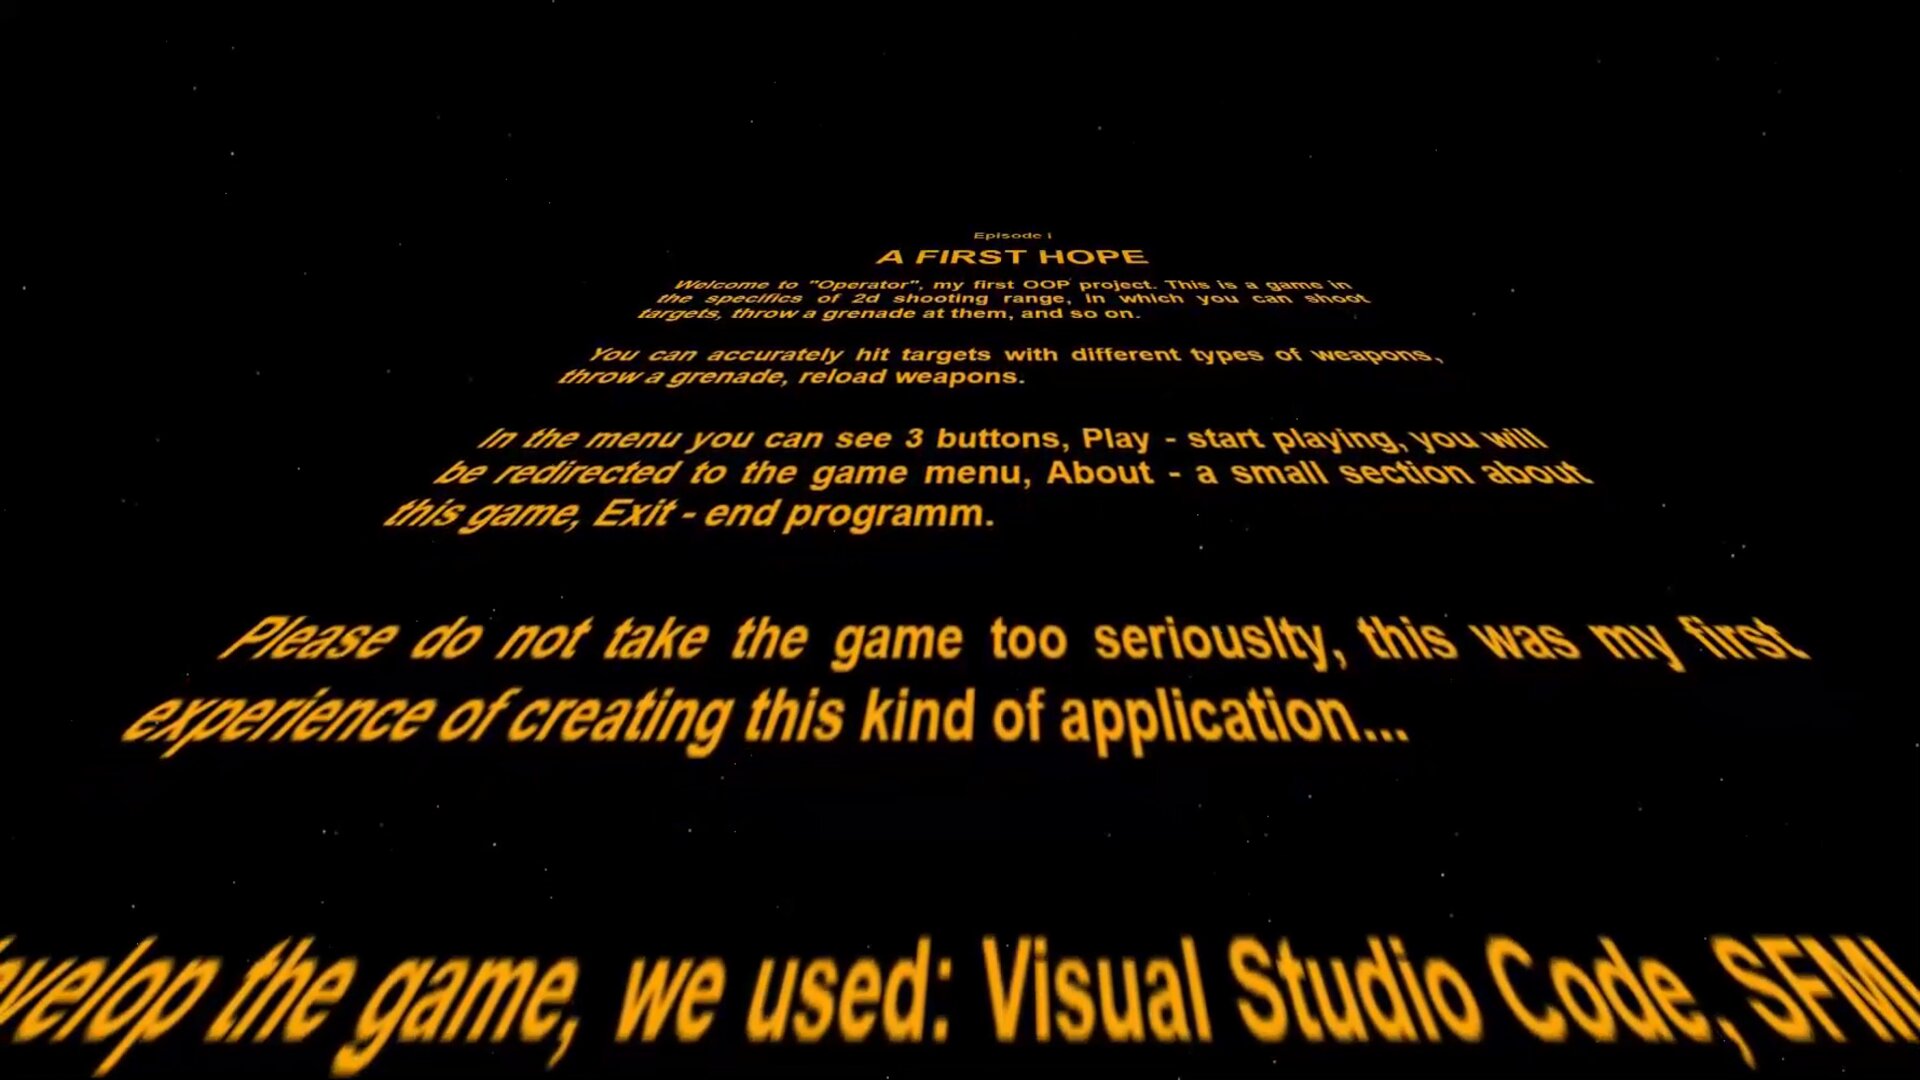 Episode I
A FIRST HOPE
Welcome to "Operator", my first OOP project. This is a game in
the specifics of 2d shooting range, in which you can shoot
targets, throw a grenade at them, and so on.
You can accurately hit targets with different types of weapons,
throw a grenade, reload weapons.
In the menu you can see 3 buttons, Play - start playing, you will
be redirected to the game menu, About - a small section about
this game, Exit - end programm.
Please do not take the game too seriouslty, this was my first
experience of creating this kind of application...
the game, we used: Visual Studio Code,